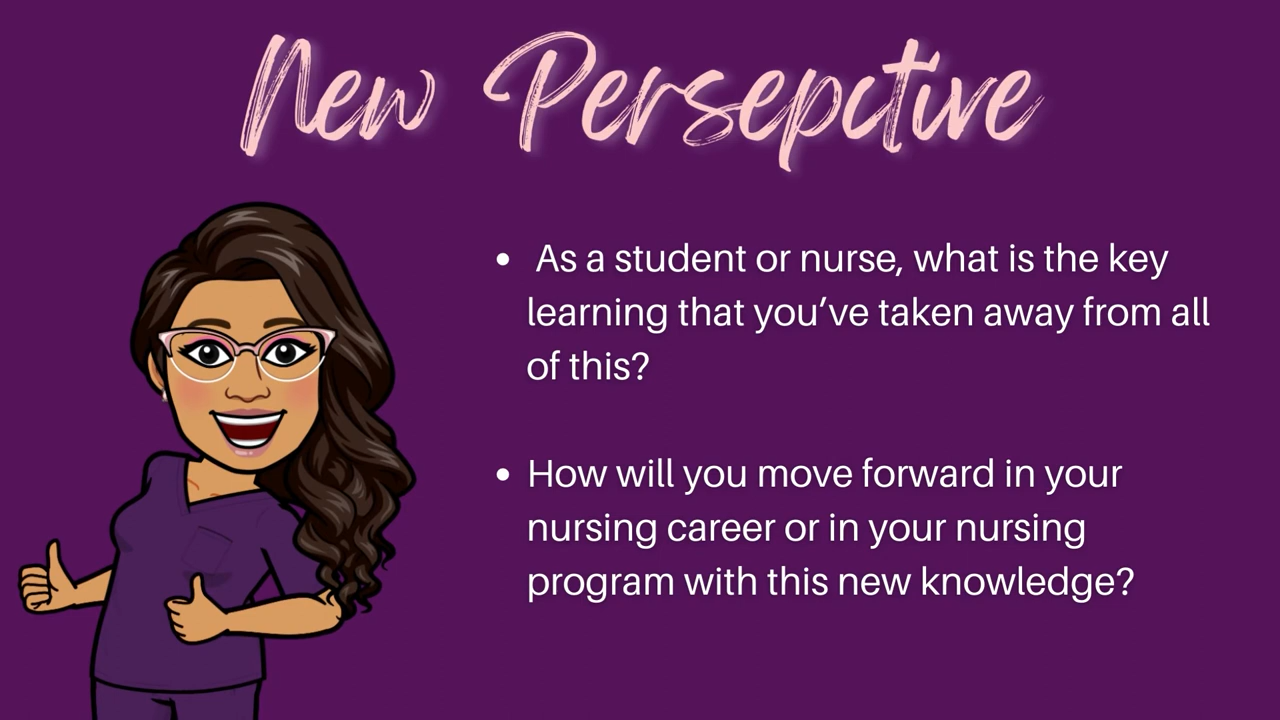 New Persepctive
• As a student or nurse, what is the key
learning that you’ve taken away from all
of this?
• How will you move forward in your
nursing career or in your nursing
program with this new knowledge?